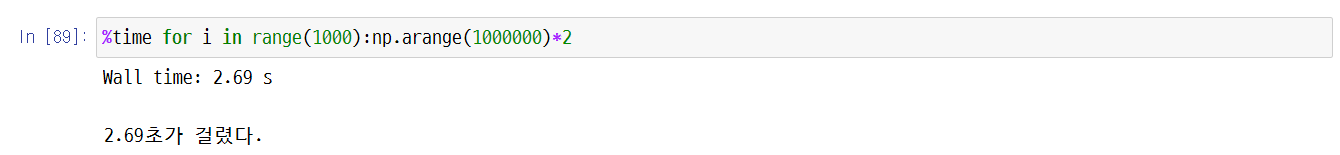 In [89]: %time for i in range(1000):np.arange(1000000)*2
Wall time: 2.69 s
2.69초가 걸렸다.